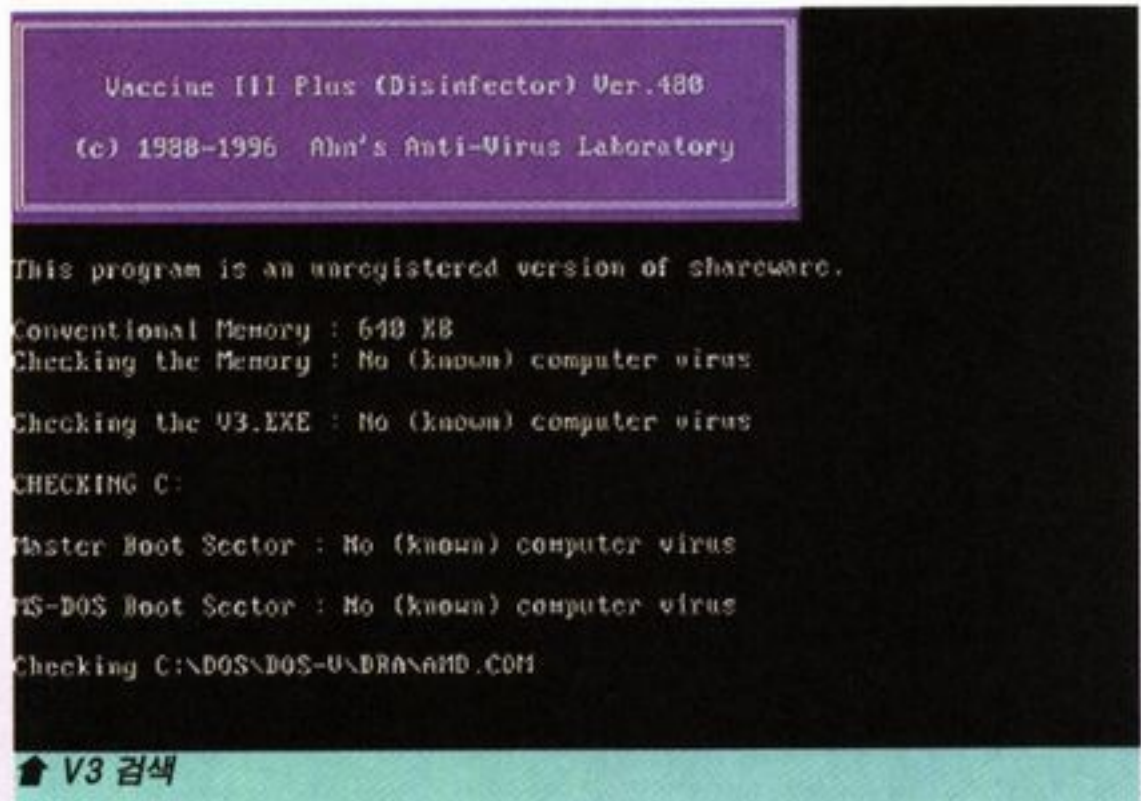 Vaccine III Plus (Disinfector) Ver.480
(c) 1988-1996 Ahn's Anti-Virus Laboratory
This program is an unregistered version of shareware.
Conventional Memory : 640 KB
Checking the Memory : No (known) computer virus
Checking the V3.EXE : No (known) computer virus
CHECKING C:
Master Boot Sector : No (known) computer virus
MS-DOS Boot Sector : No (known) computer virus
Checking C:\DOS\DOS-V\DRA\AMD.COM
⬆ V3 검색